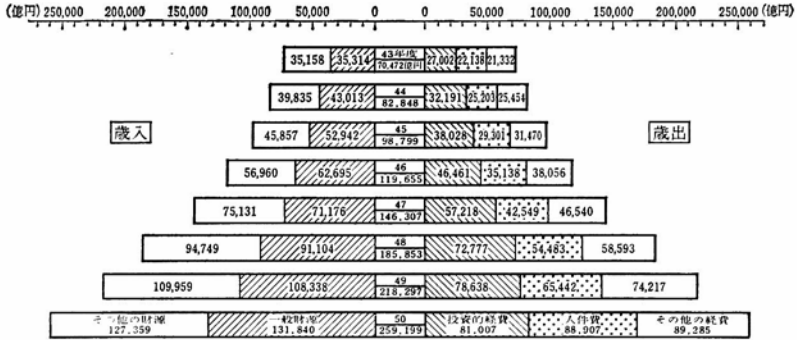 (億円) 250,000 200,000 150,000 100,000 50,000 0 0 50,000 100,000 150,000 200,000 250,000 (億円)
35,158 35,314 43年度 70,472億円 27,002 22,138 21,332
39,835 43,013 44 82,848 32,191 25,203 25,454
歳入 45,857 52,942 45 98,799 38,028 29,301 31,470 歳出
56,960 62,695 46 119,655 46,461 35,138 38,056
75,131 71,176 47 146,307 57,218 42,549 46,540
94,749 91,104 48 185,853 72,777 54,483 58,593
109,959 108,338 49 218,297 78,638 65,442 74,217
その他の財源 一般財源 50 投資的経費 人件費 その他の経費
127,359 131,840 259,199 81,007 88,907 89,285